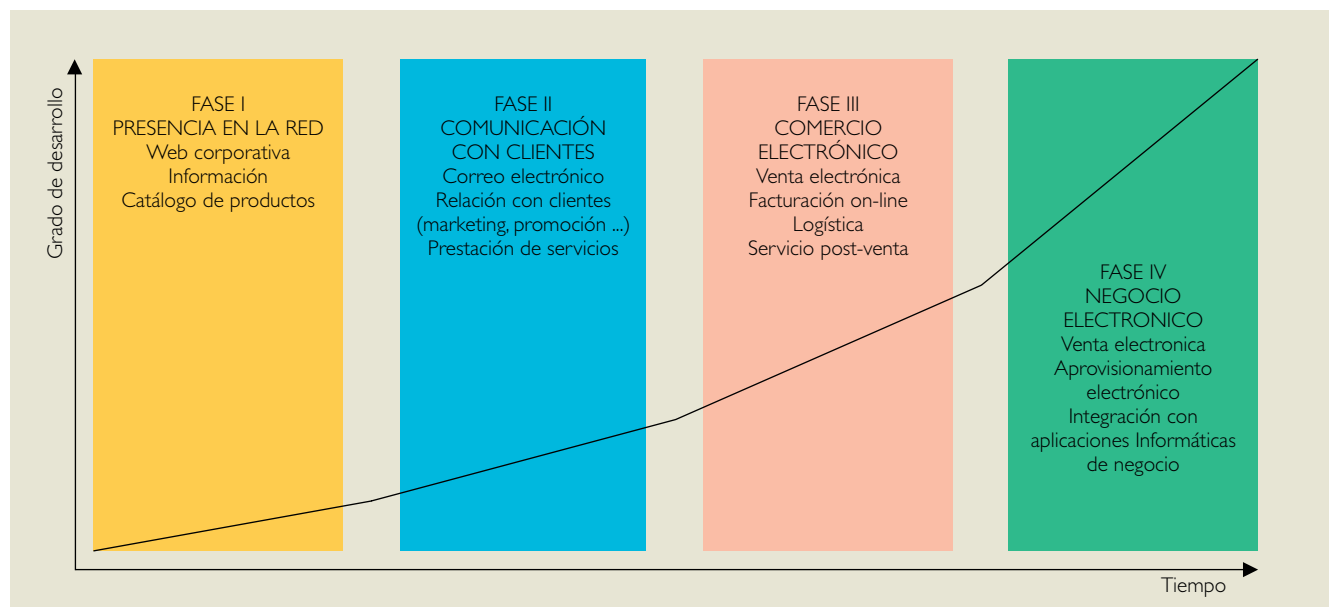 Grado de desarrollo
FASE I
PRESENCIA EN LA RED
Web corporativa
Información
Catálogo de productos
FASE II
COMUNICACIÓN
CON CLIENTES
Correo electrónico
Relación con clientes
(marketing, promoción ...)
Prestación de servicios
FASE III
COMERCIO
ELECTRÓNICO
Venta electrónica
Facturación on-line
Logística
Servicio post-venta
FASE IV
NEGOCIO
ELECTRONICO
Venta electronica
Aprovisionamiento
electrónico
Integración con
aplicaciones Informáticas
de negocio
Tiempo